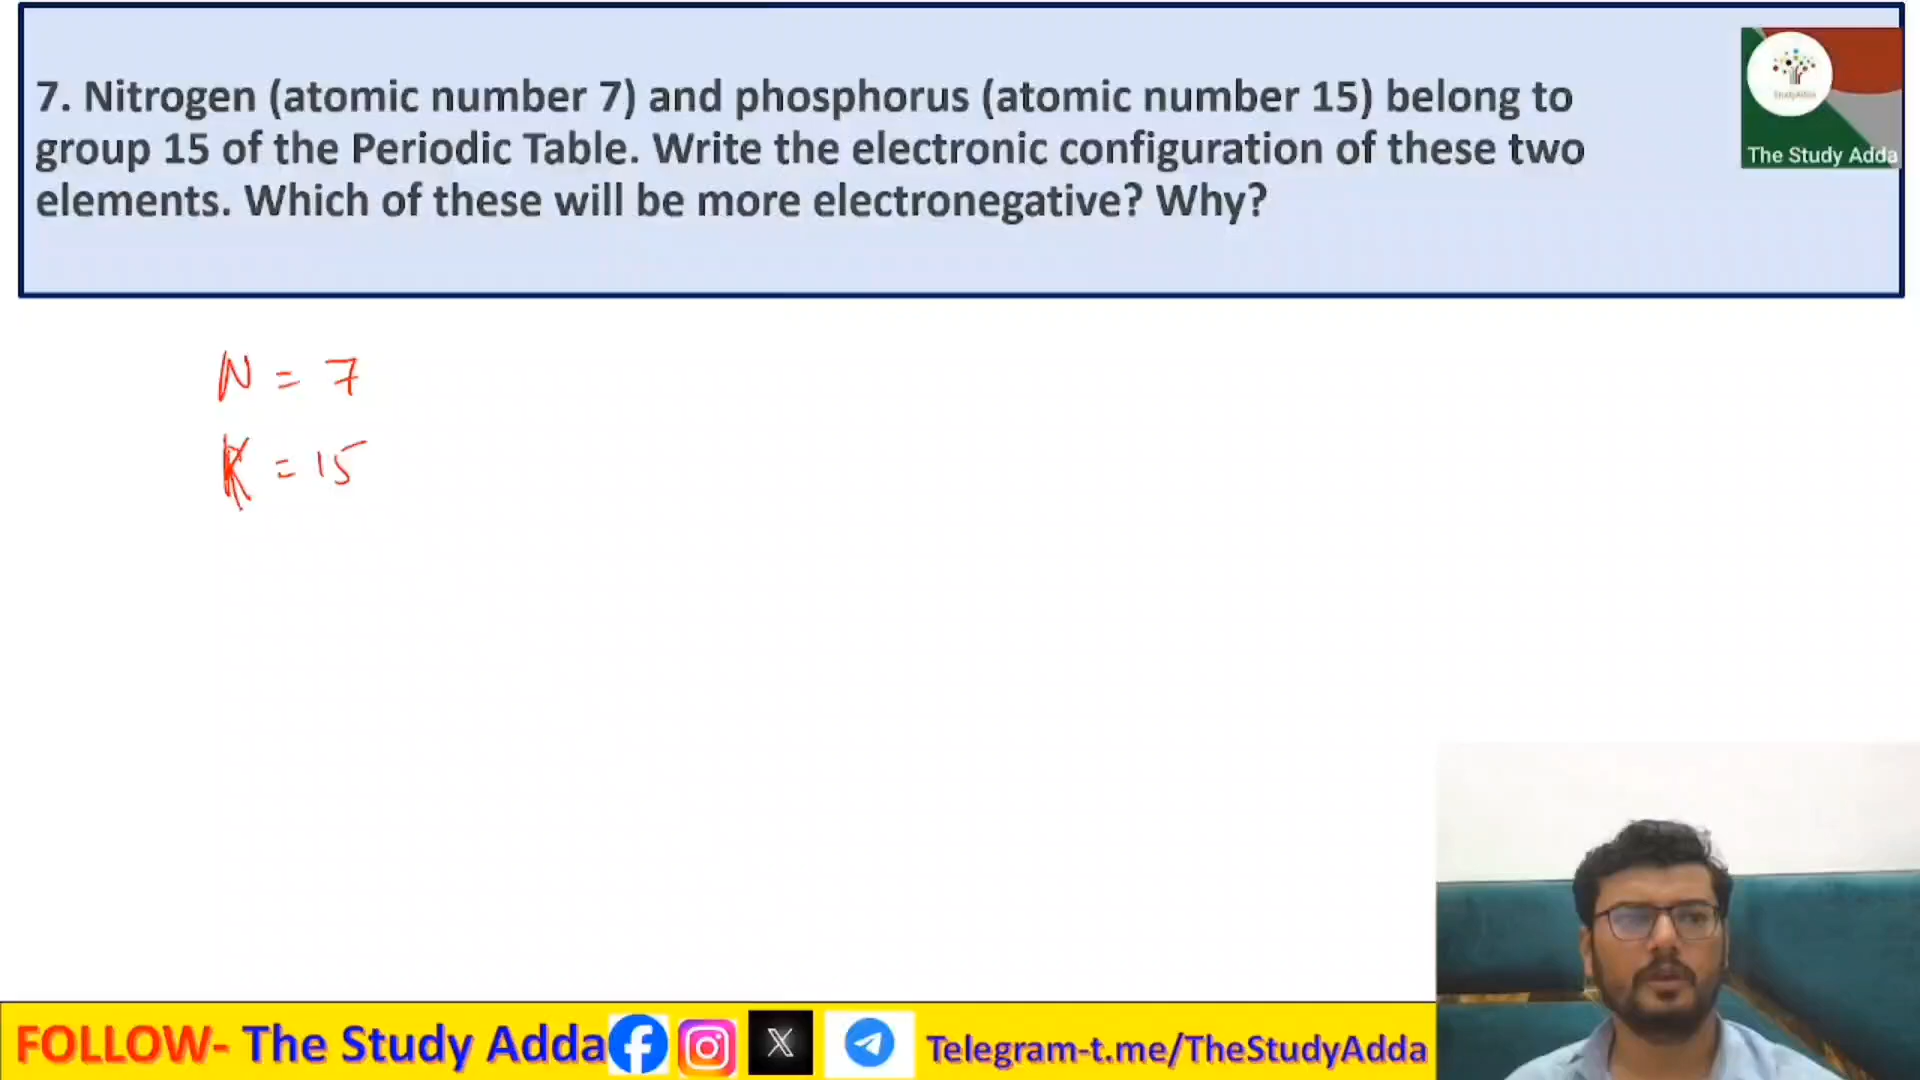 7. Nitrogen (atomic number 7) and phosphorus (atomic number 15) belong to
group 15 of the Periodic Table. Write the electronic configuration of these two
elements. Which of these will be more electronegative? Why?
StudyAdda
The Study Adda
N = 7
= 15
FOLLOW- The Study Adda
Telegram-t.me/TheStudyAdda